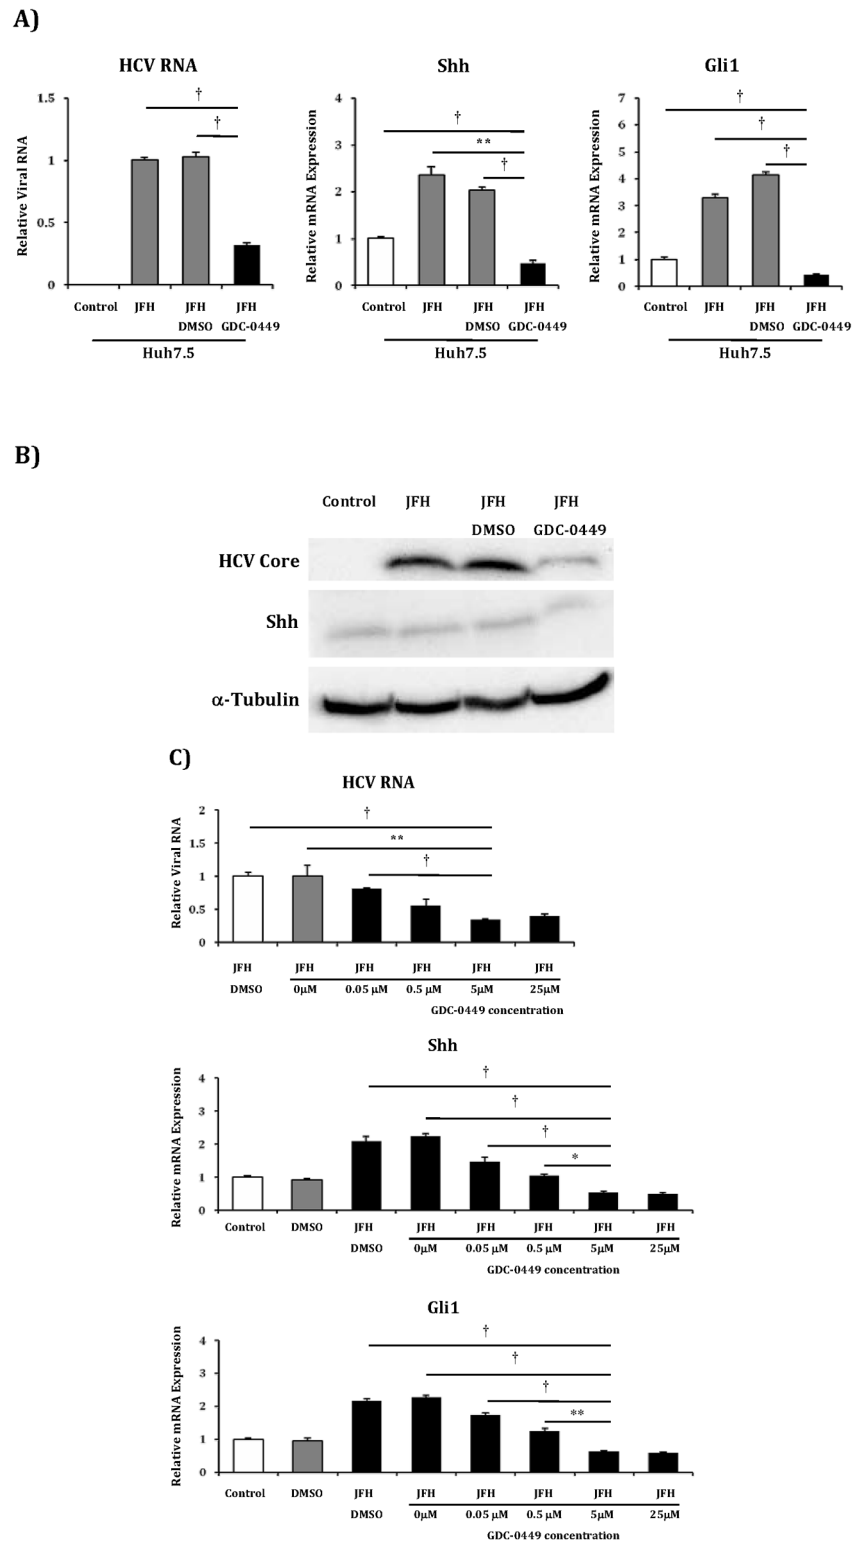 A)
HCV RNA
Relative Viral RNA
1.5
1
0.5
0
†
†
Control JFH JFH JFH
DMSO GDC-0449
Huh7.5
Shh
Relative mRNA Expression
4
3
2
1
0
†
**
†
Control JFH JFH JFH
DMSO GDC-0449
Huh7.5
Gli1
Relative mRNA Expression
7
6
5
4
3
2
1
0
†
†
†
Control JFH JFH JFH
DMSO GDC-0449
Huh7.5
B)
Control JFH JFH JFH
DMSO GDC-0449
HCV Core
Shh
α-Tubulin
C)
HCV RNA
Relative Viral RNA
2
1.5
1
0.5
0
†
**
†
JFH JFH JFH JFH JFH JFH
DMSO 0μM 0.05 μM 0.5 μM 5μM 25μM
GDC-0449 concentration
Shh
Relative mRNA Expression
4
3
2
1
0
†
†
†
*
Control DMSO JFH JFH JFH JFH JFH JFH
DMSO 0μM 0.05 μM 0.5 μM 5μM 25μM
GDC-0449 concentration
Gli1
Relative mRNA Expression
4
3
2
1
0
†
†
†
**
Control DMSO JFH JFH JFH JFH JFH JFH
DMSO 0μM 0.05 μM 0.5 μM 5μM 25μM
GDC-0449 concentration